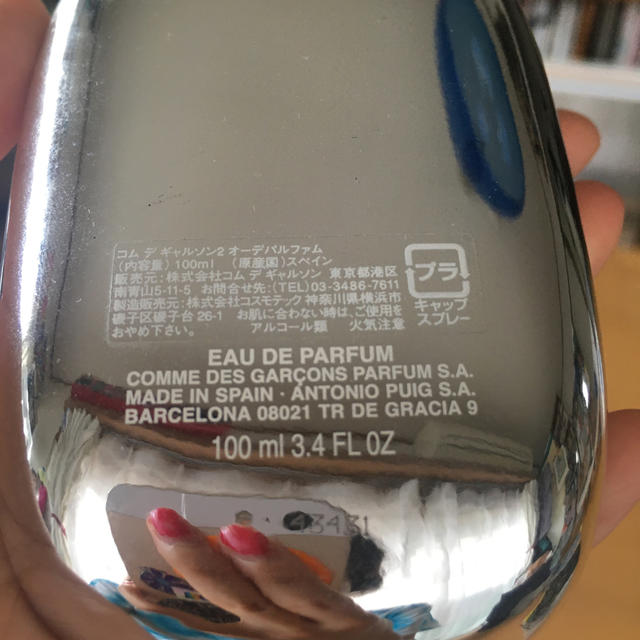 コム デ ギャルソン2 オーデパルファム
(内容量)100ml (原産国)スペイン
販売元:株式会社コム デ ギャルソン 東京都港区
南青山5-11-5 お問合せ先:(TEL)03-3486-7611
製造販売元:株式会社コスモテック 神奈川県横浜市
磯子区磯子台26-1 お肌に合わない時は、ご使用を
おやめ下さい。 アルコール類 火気注意
プラ
キャップ
スプレー
EAU DE PARFUM
COMME DES GARÇONS PARFUM S.A.
MADE IN SPAIN · ANTONIO PUIG S.A.
BARCELONA 08021 TR DE GRACIA 9
100 ml 3.4 FL OZ
43431